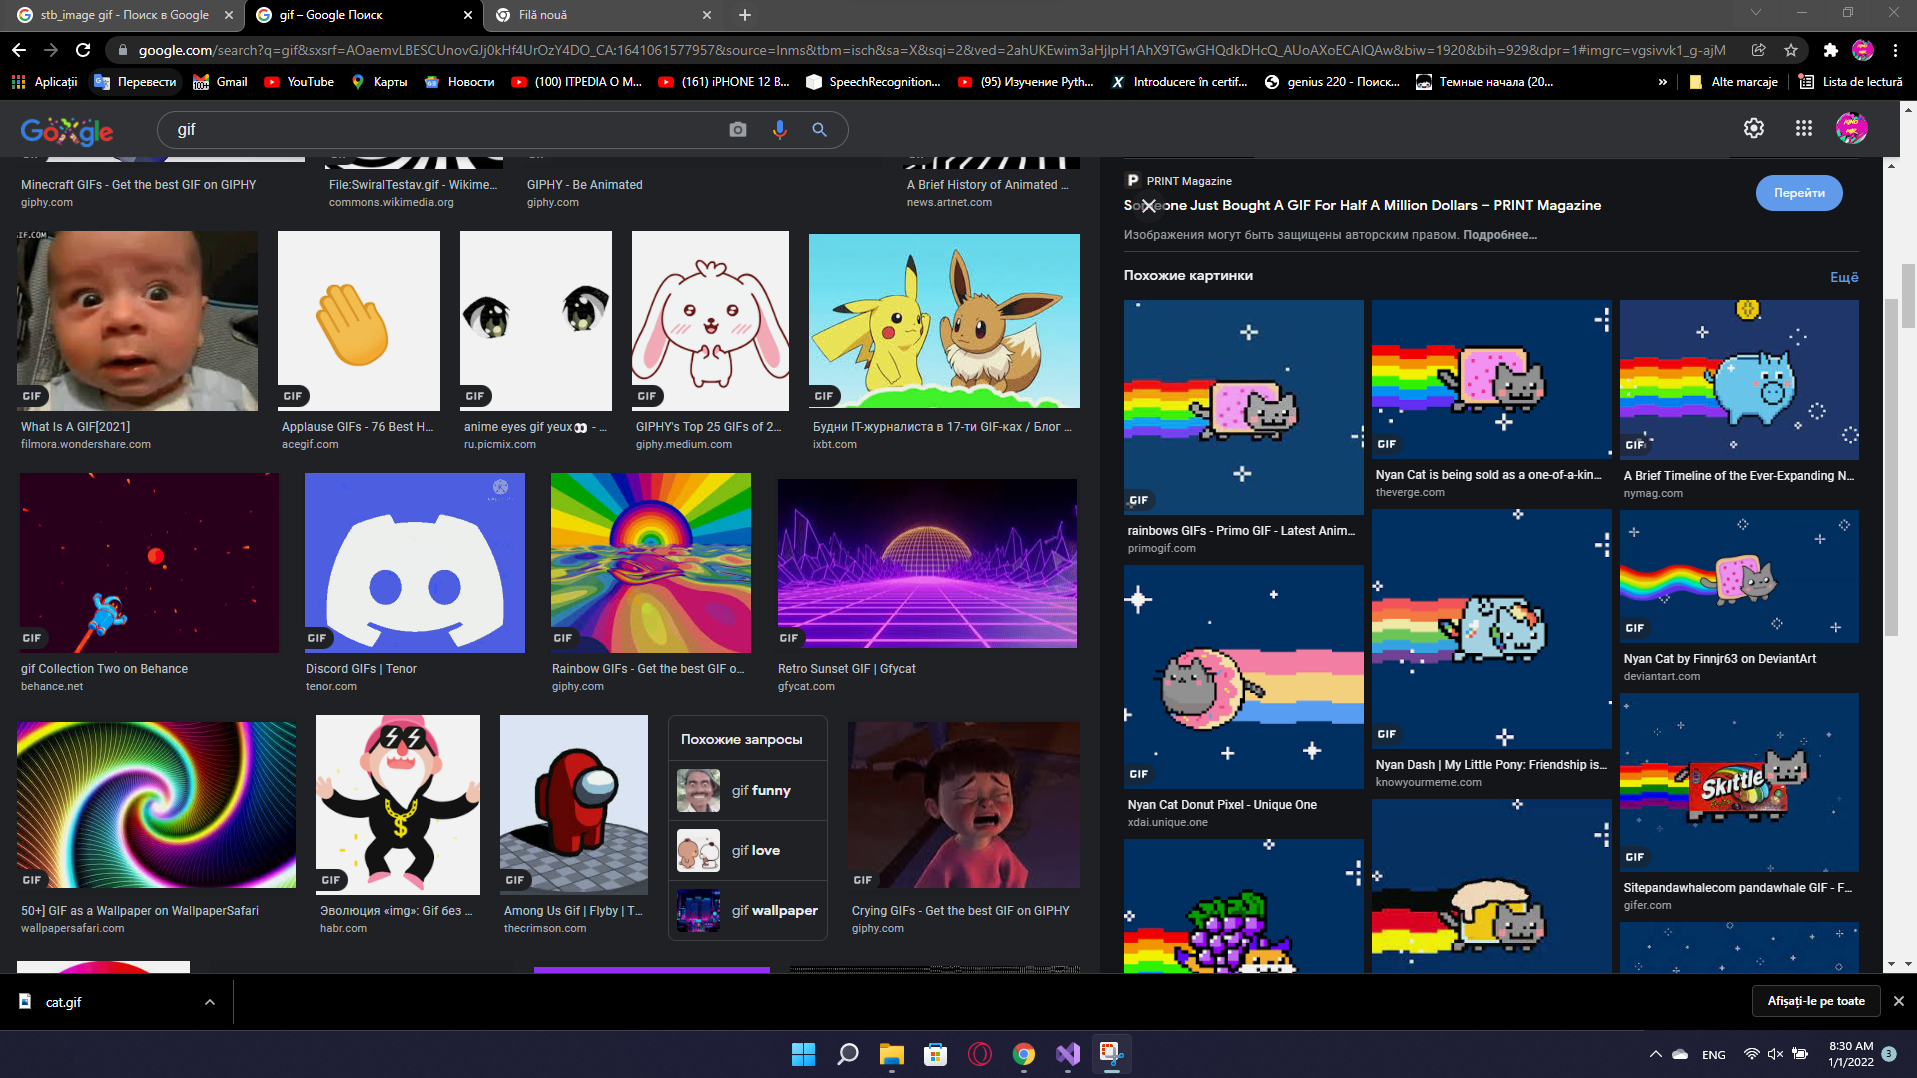 stb_image gif - Поиск в Google
gif – Google Поиск
Filă nouă
google.com/search?q=gif&sxsrf=AOaemvLBESCUnovGJj0kHf4UrOzY4DO_CA:1641061577957&source=lnms&tbm=isch&sa=X&sqi=2&ved=2ahUKEwim3aHjlpH1AhX9TGwGHQdkDHcQ_AUoAXoECAIQAw&biw=1920&bih=929&dpr=1#imgrc=vgsivvk1_g-ajM
Aplicații
Перевести
Gmail
YouTube
Карты
Новости
(100) ITPEDIA О М...
(161) iPHONE 12 В...
SpeechRecognition...
(95) Изучение Pyth...
Introducere în certif...
genius 220 - Поиск...
Темные начала (20...
»
Alte marcaje
Lista de lectură
Google
gif
Minecraft GIFs - Get the best GIF on GIPHY
giphy.com
File:SwiralTestav.gif - Wikime...
commons.wikimedia.org
GIPHY - Be Animated
giphy.com
A Brief History of Animated ...
news.artnet.com
GIF
What Is A GIF[2021]
filmora.wondershare.com
GIF
Applause GIFs - 76 Best H...
acegif.com
GIF
anime eyes gif yeux👀 - ...
ru.picmix.com
GIF
GIPHY's Top 25 GIFs of 2...
giphy.medium.com
GIF
Будни IT-журналиста в 17-ти GIF-ках / Блог ...
ixbt.com
GIF
gif Collection Two on Behance
behance.net
GIF
Discord GIFs | Tenor
tenor.com
GIF
Rainbow GIFs - Get the best GIF o...
giphy.com
GIF
Retro Sunset GIF | Gfycat
gfycat.com
GIF
50+] GIF as a Wallpaper on WallpaperSafari
wallpapersafari.com
GIF
Эволюция «img»: Gif без ...
habr.com
GIF
Among Us Gif | Flyby | T...
thecrimson.com
Похожие запросы
gif funny
gif love
gif wallpaper
GIF
Crying GIFs - Get the best GIF on GIPHY
giphy.com
PRINT Magazine
Someone Just Bought A GIF For Half A Million Dollars – PRINT Magazine
Перейти
Изображения могут быть защищены авторским правом. Подробнее...
Похожие картинки
Ещё
GIF
rainbows GIFs - Primo GIF - Latest Anim...
primogif.com
GIF
Nyan Cat is being sold as a one-of-a-kin...
theverge.com
GIF
A Brief Timeline of the Ever-Expanding N...
nymag.com
GIF
Nyan Cat Donut Pixel - Unique One
xdai.unique.one
GIF
Nyan Dash | My Little Pony: Friendship is...
knowyourmeme.com
GIF
Nyan Cat by Finnjr63 on DeviantArt
deviantart.com
Skittle
GIF
Sitepandawhalecom pandawhale GIF - F...
gifer.com
cat.gif
Afișați-le pe toate
ENG
8:30 AM
1/1/2022
3